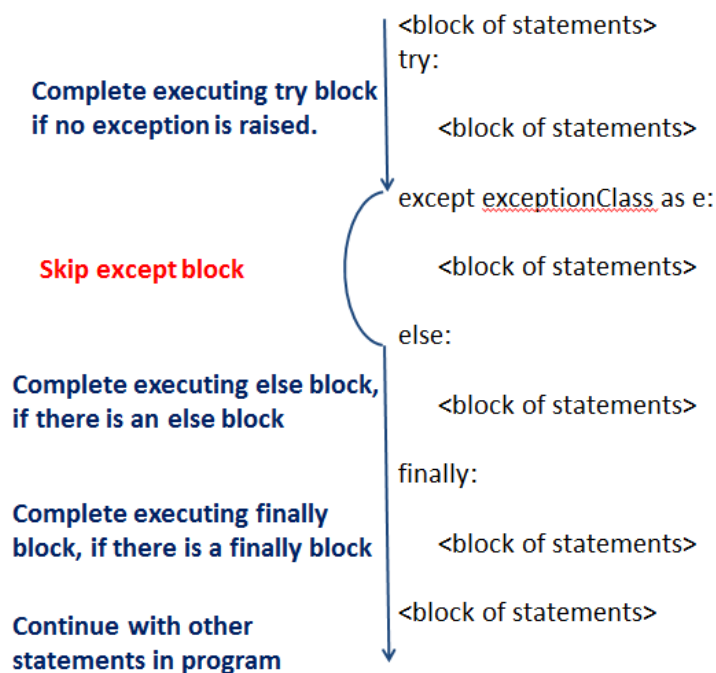 <block of statements>
try:
Complete executing try block
if no exception is raised.
<block of statements>
except exceptionClass as e:
Skip except block
<block of statements>
else:
Complete executing else block,
if there is an else block
<block of statements>
finally:
Complete executing finally
block, if there is a finally block
<block of statements>
<block of statements>
Continue with other
statements in program